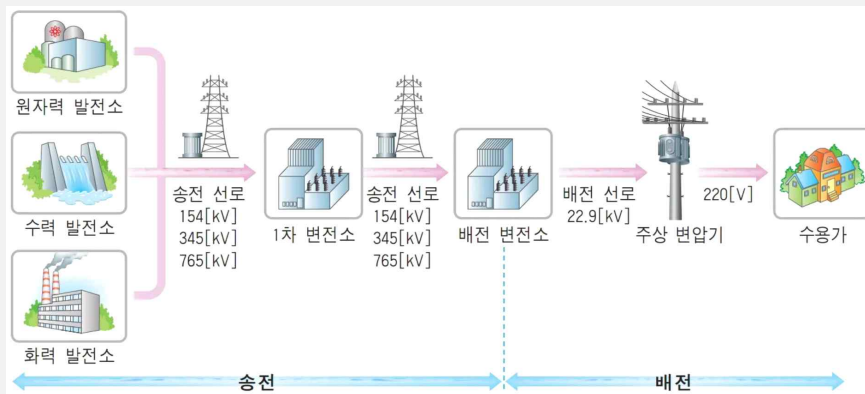 원자력 발전소
수력 발전소
화력 발전소
송전 선로
154[kV]
345[kV]
765[kV]
1차 변전소
송전 선로
154[kV]
345[kV]
765[kV]
배전 변전소
배전 선로
22.9[kV]
주상 변압기
220[V]
수용가
송전
배전